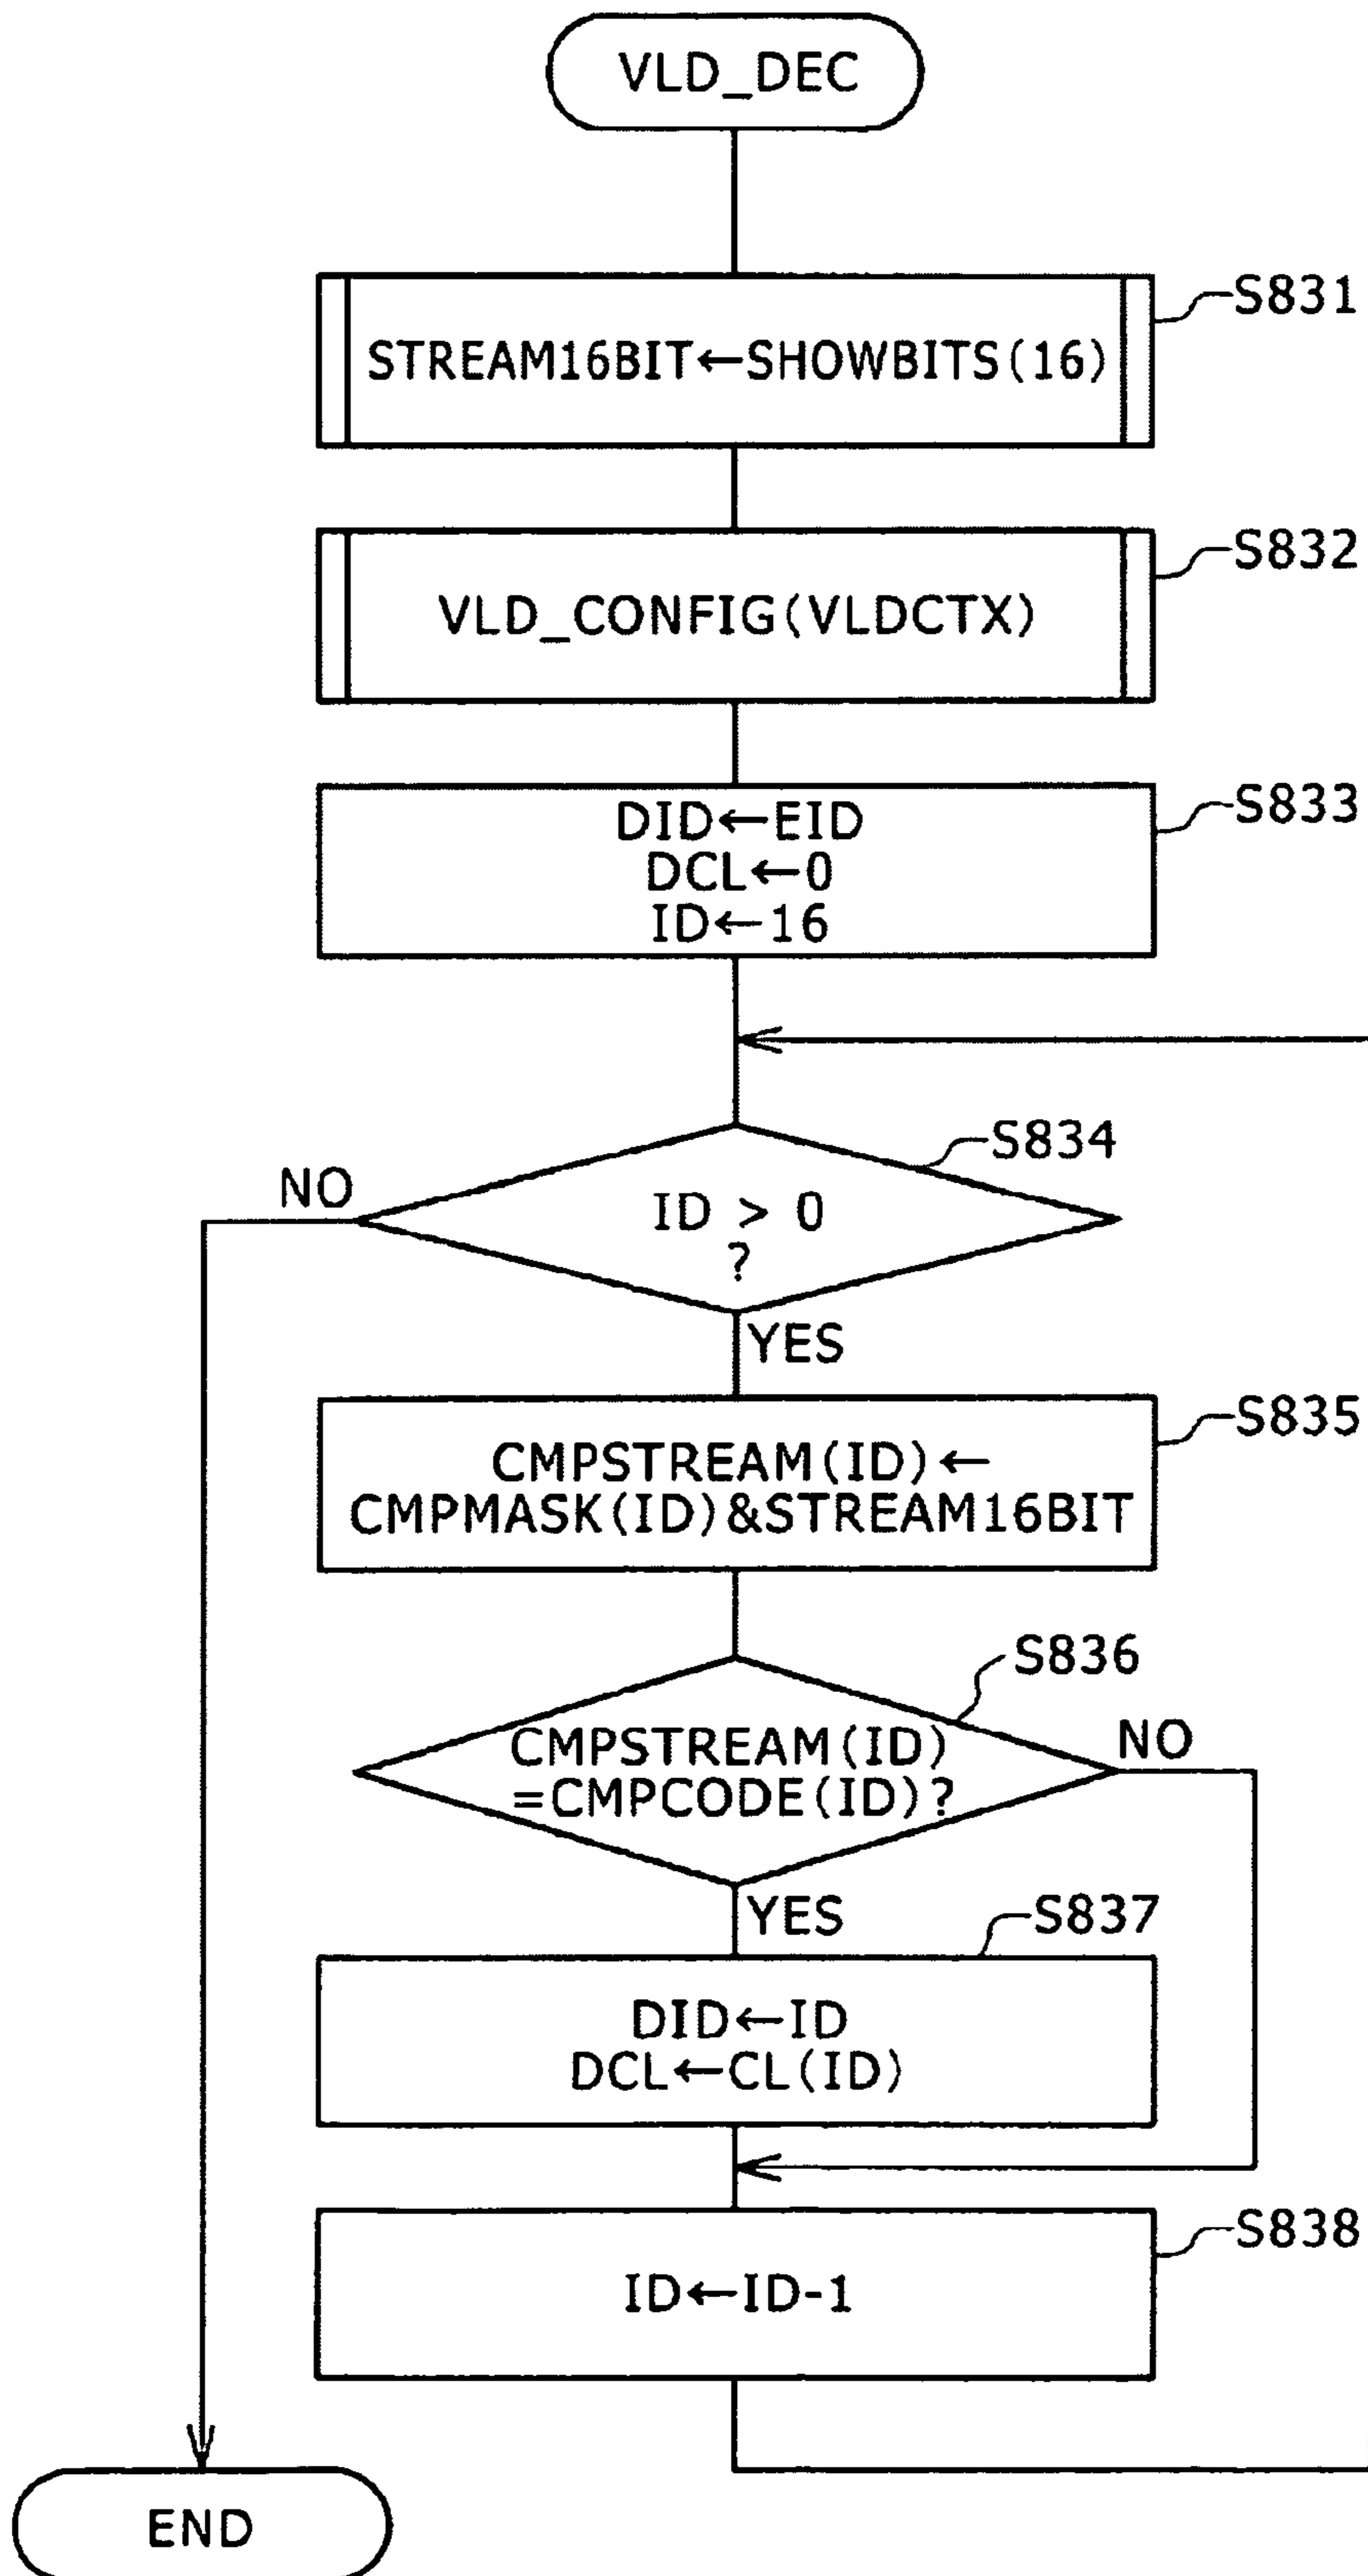 VLD_DEC
S831
STREAM16BIT←SHOWBITS(16)
S832
VLD_CONFIG(VLDCTX)
S833
DID←EID
DCL←0
ID←16
S834
NO
ID > 0
?
YES
S835
CMPSTREAM(ID)←
CMPMASK(ID)&STREAM16BIT
S836
CMPSTREAM(ID)
=CMPCODE(ID)?
NO
YES
S837
DID←ID
DCL←CL(ID)
S838
ID←ID-1
END